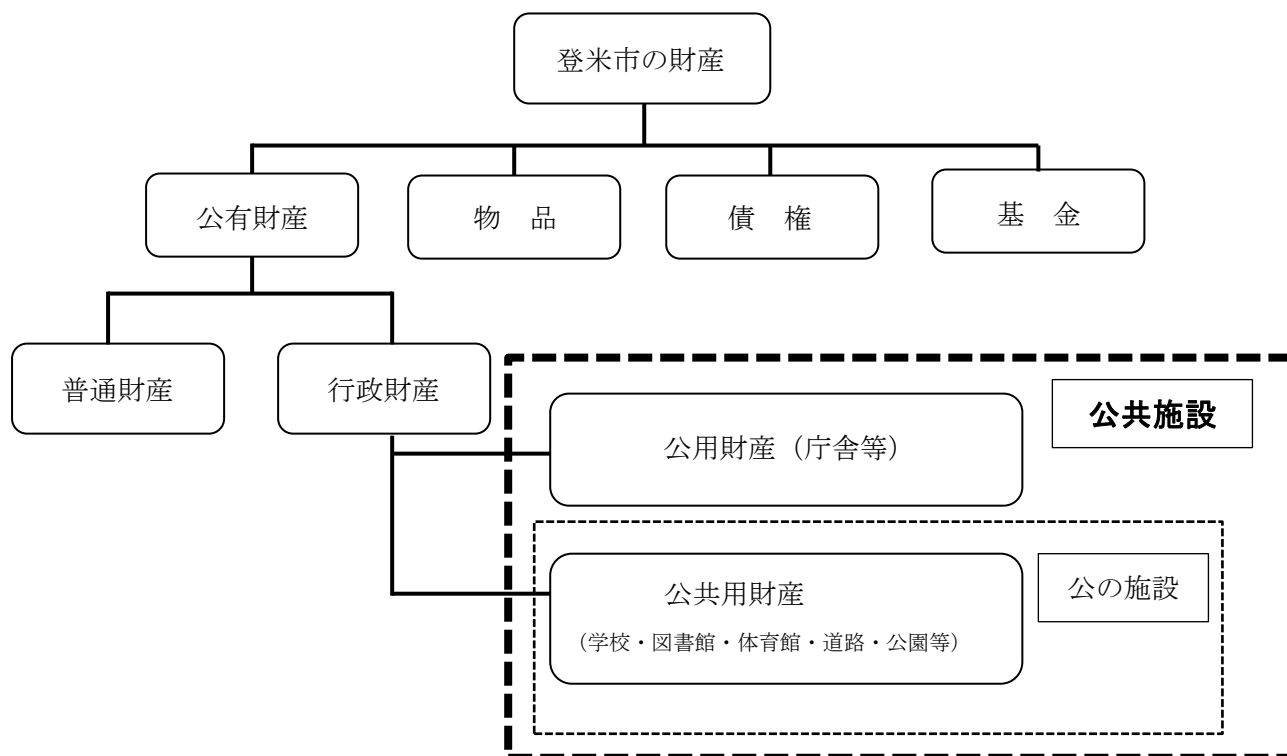 登米市の財産
公有財産
物　品
債　権
基　金
普通財産
行政財産
公共施設
公用財産（庁舎等）
公共用財産
（学校・図書館・体育館・道路・公園等）
公の施設